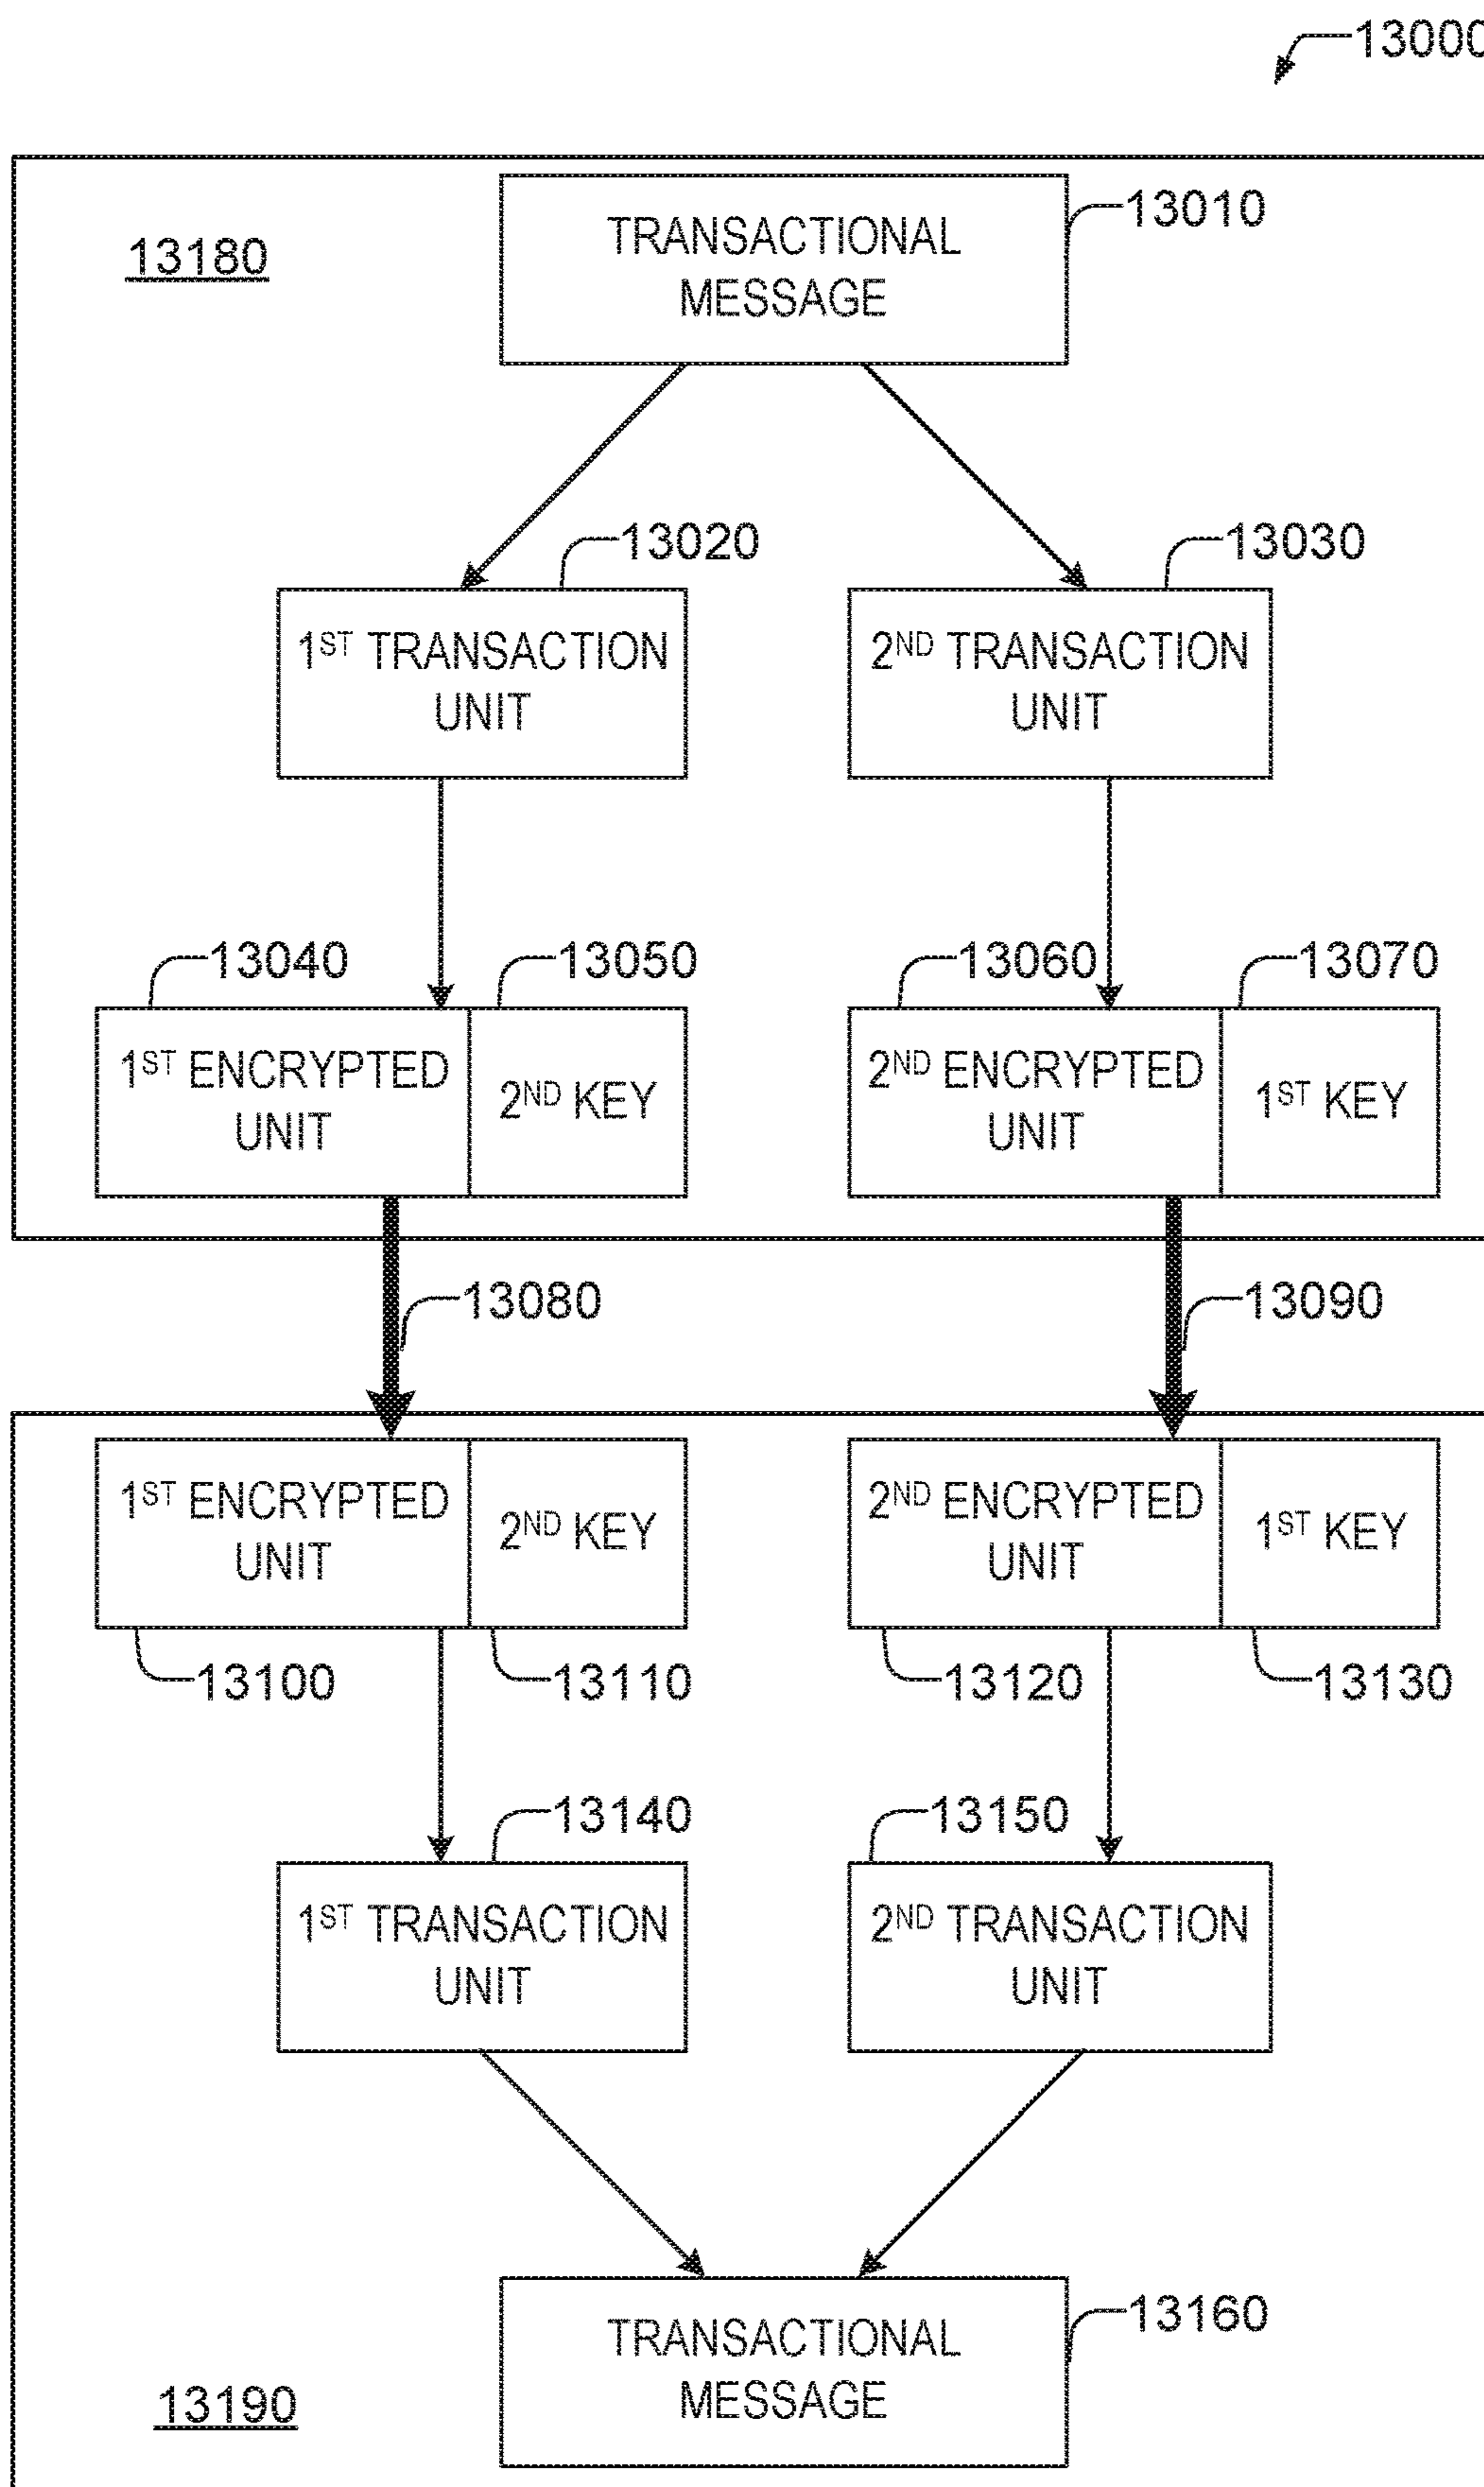 13000
TRANSACTIONAL
MESSAGE
13010
13180
13020
13030
1ST TRANSACTION
UNIT
2ND TRANSACTION
UNIT
13040
13050
13060
13070
1ST ENCRYPTED
UNIT
2ND KEY
2ND ENCRYPTED
UNIT
1ST KEY
13080
13090
1ST ENCRYPTED
UNIT
2ND KEY
2ND ENCRYPTED
UNIT
1ST KEY
13100
13110
13120
13130
13140
13150
1ST TRANSACTION
UNIT
2ND TRANSACTION
UNIT
TRANSACTIONAL
MESSAGE
13160
13190